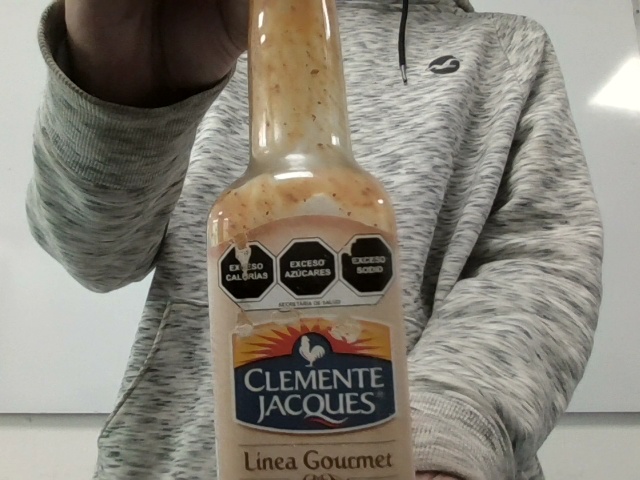 EXCESO CALORÍAS
EXCESO AZÚCARES
EXCESO SODIO
SECRETARÍA DE SALUD
CLEMENTE
JACQUES
Línea Gourmet